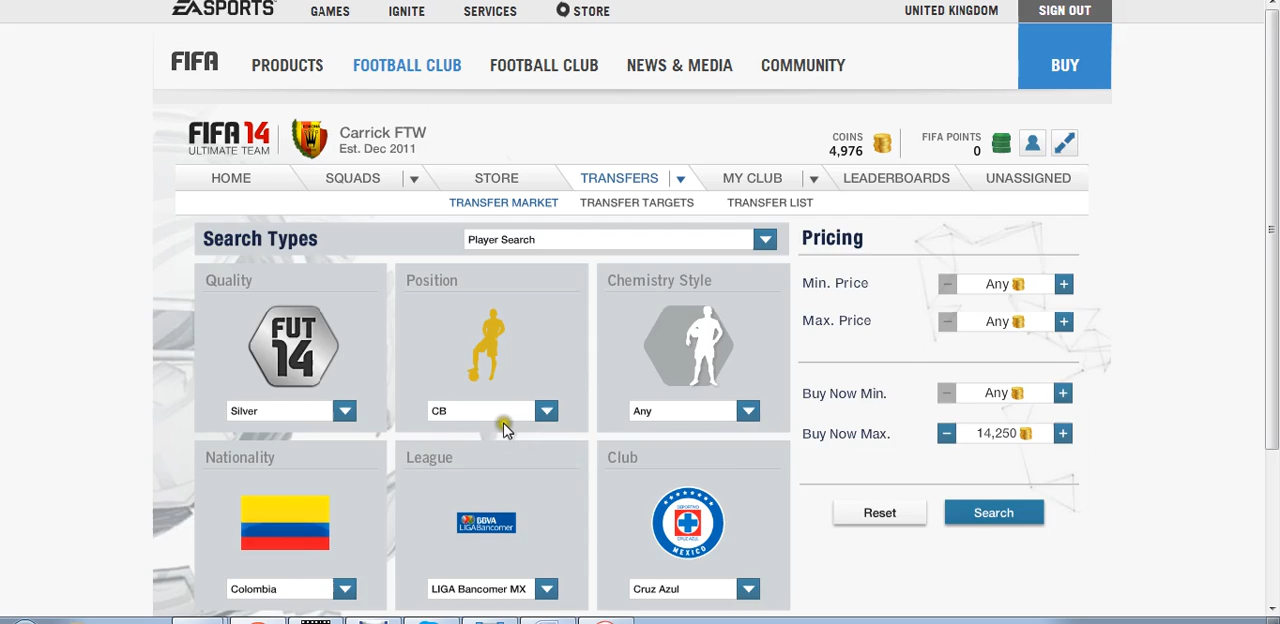 EA SPORTS GAMES IGNITE SERVICES STORE UNITED KINGDOM SIGN OUT
FIFA PRODUCTS FOOTBALL CLUB FOOTBALL CLUB NEWS & MEDIA COMMUNITY BUY
FIFA 14
ULTIMATE TEAM
Carrick FTW
Est. Dec 2011
COINS
4,976
FIFA POINTS
0
HOME SQUADS STORE TRANSFERS MY CLUB LEADERBOARDS UNASSIGNED
TRANSFER MARKET TRANSFER TARGETS TRANSFER LIST
Search Types Player Search
Quality Position Chemistry Style
FUT
14
Silver CB Any
Nationality League Club
BBVA
LIGA Bancomer
DEPORTIVO
CRUZ AZUL
MEXICO
Colombia LIGA Bancomer MX Cruz Azul
Pricing
Min. Price Any
Max. Price Any
Buy Now Min. Any
Buy Now Max. 14,250
Reset Search